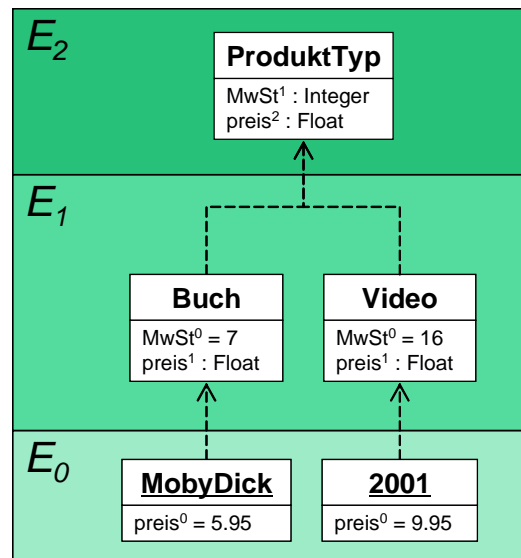 E₂
ProduktTyp
MwSt¹ : Integer
preis² : Float
E₁
Buch
MwSt⁰ = 7
preis¹ : Float
Video
MwSt⁰ = 16
preis¹ : Float
E₀
MobyDick
preis⁰ = 5.95
2001
preis⁰ = 9.95